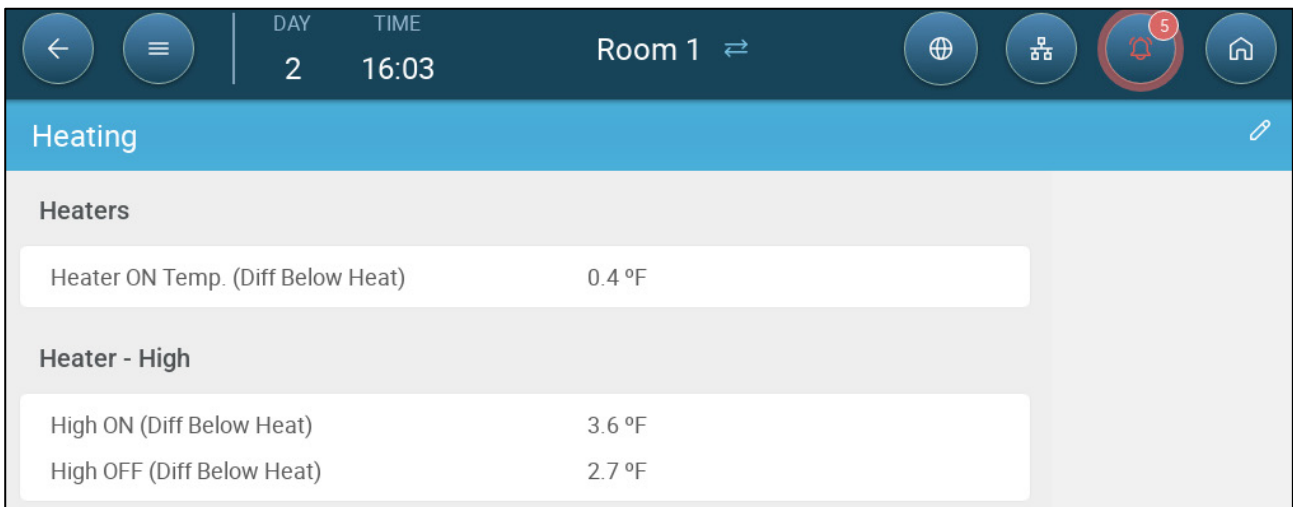 DAY TIME
2 16:03
Room 1
5
Heating
Heaters
Heater ON Temp. (Diff Below Heat) 0.4 ºF
Heater - High
High ON (Diff Below Heat) 3.6 ºF
High OFF (Diff Below Heat) 2.7 ºF